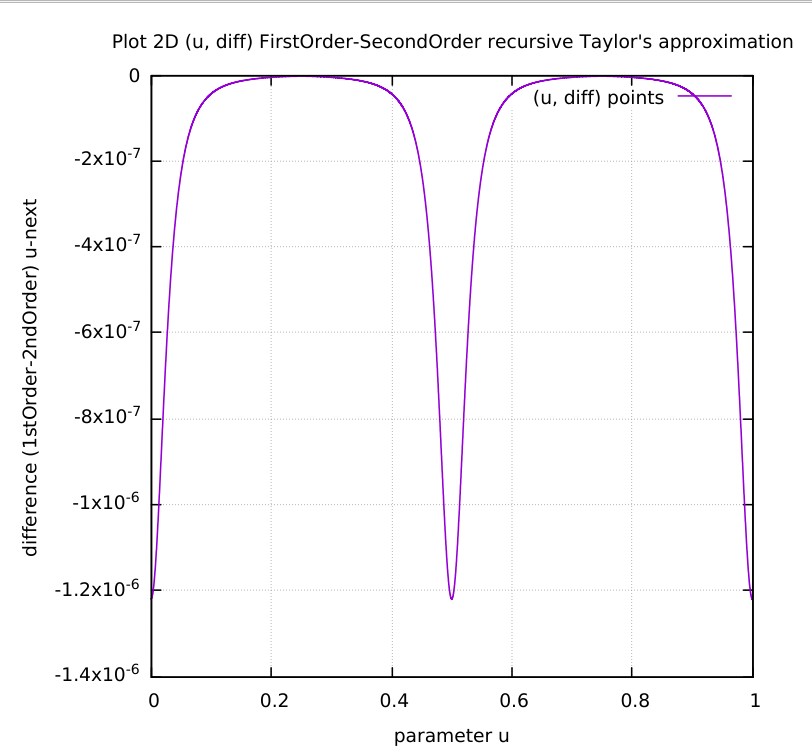 Plot 2D (u, diff) FirstOrder-SecondOrder recursive Taylor's approximation
(u, diff) points
0
-2x10-7
-4x10-7
-6x10-7
-8x10-7
-1x10-6
-1.2x10-6
-1.4x10-6
difference (1stOrder-2ndOrder) u-next
0 0.2 0.4 0.6 0.8 1
parameter u